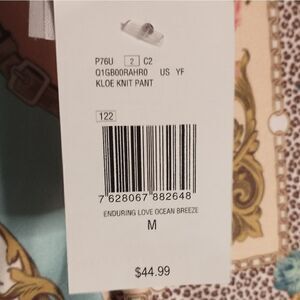 P76U 2 C2
Q1GB00RAHR0 US YF
KLOE KNIT PANT
122
7 628067 882648
ENDURING LOVE OCEAN BREEZE
M
$44.99